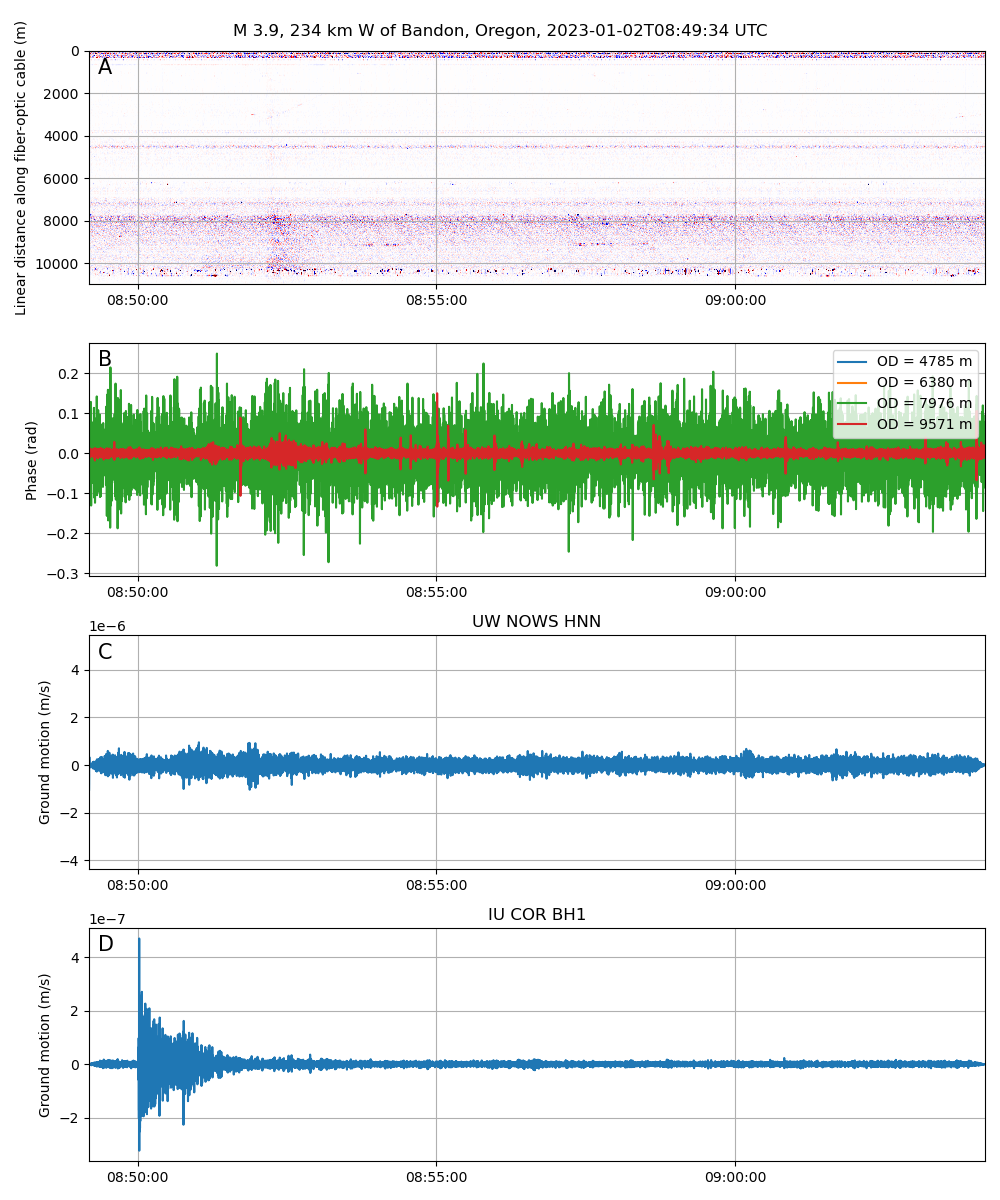 M 3.9, 234 km W of Bandon, Oregon, 2023-01-02T08:49:34 UTC
A
Linear distance along fiber-optic cable (m)
0
2000
4000
6000
8000
10000
08:50:00
08:55:00
09:00:00
B
Phase (rad)
0.2
0.1
0.0
−0.1
−0.2
−0.3
OD = 4785 m
OD = 6380 m
OD = 7976 m
OD = 9571 m
08:50:00
08:55:00
09:00:00
UW NOWS HNN
1e−6
C
Ground motion (m/s)
4
2
0
−2
−4
08:50:00
08:55:00
09:00:00
IU COR BH1
1e−7
D
Ground motion (m/s)
4
2
0
−2
08:50:00
08:55:00
09:00:00